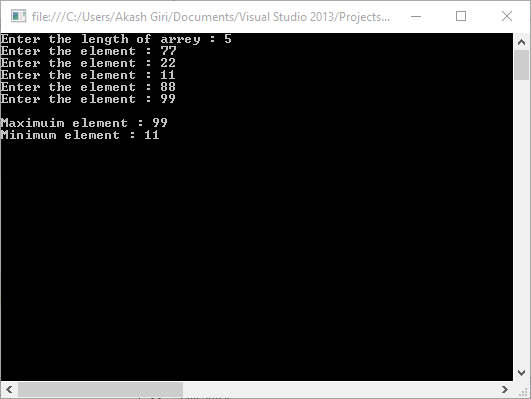 file:///C:/Users/Akash Giri/Documents/Visual Studio 2013/Projects...
Enter the length of arrey : 5
Enter the element : 77
Enter the element : 22
Enter the element : 11
Enter the element : 88
Enter the element : 99
Maximuim element : 99
Minimum element : 11